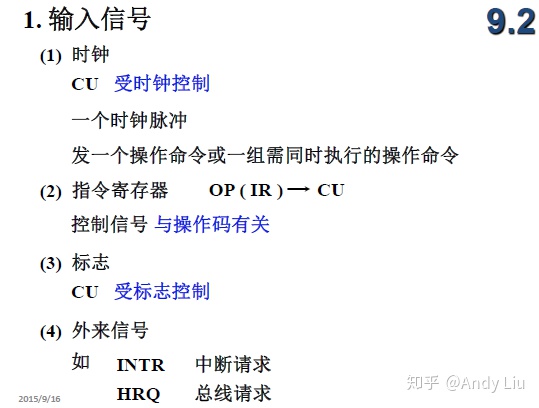 1. 输入信号 9.2
(1) 时钟
CU 受时钟控制
一个时钟脉冲
发一个操作命令或一组需同时执行的操作命令
(2) 指令寄存器 OP ( IR ) → CU
控制信号 与操作码有关
(3) 标志
CU 受标志控制
(4) 外来信号
如 INTR 中断请求
HRQ 总线请求
2015/9/16
知乎 @Andy Liu